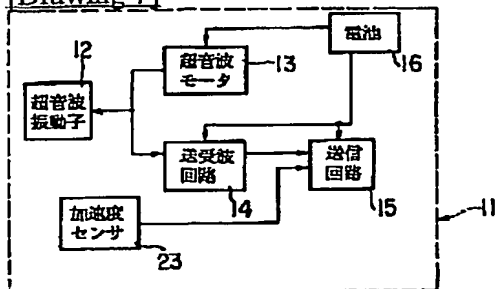 [Drawing 7]
12
超音波
モータ
13
電池
16
超音波
振動子
送受波
回路
14
送信
回路
15
11
加速度
センサ
23